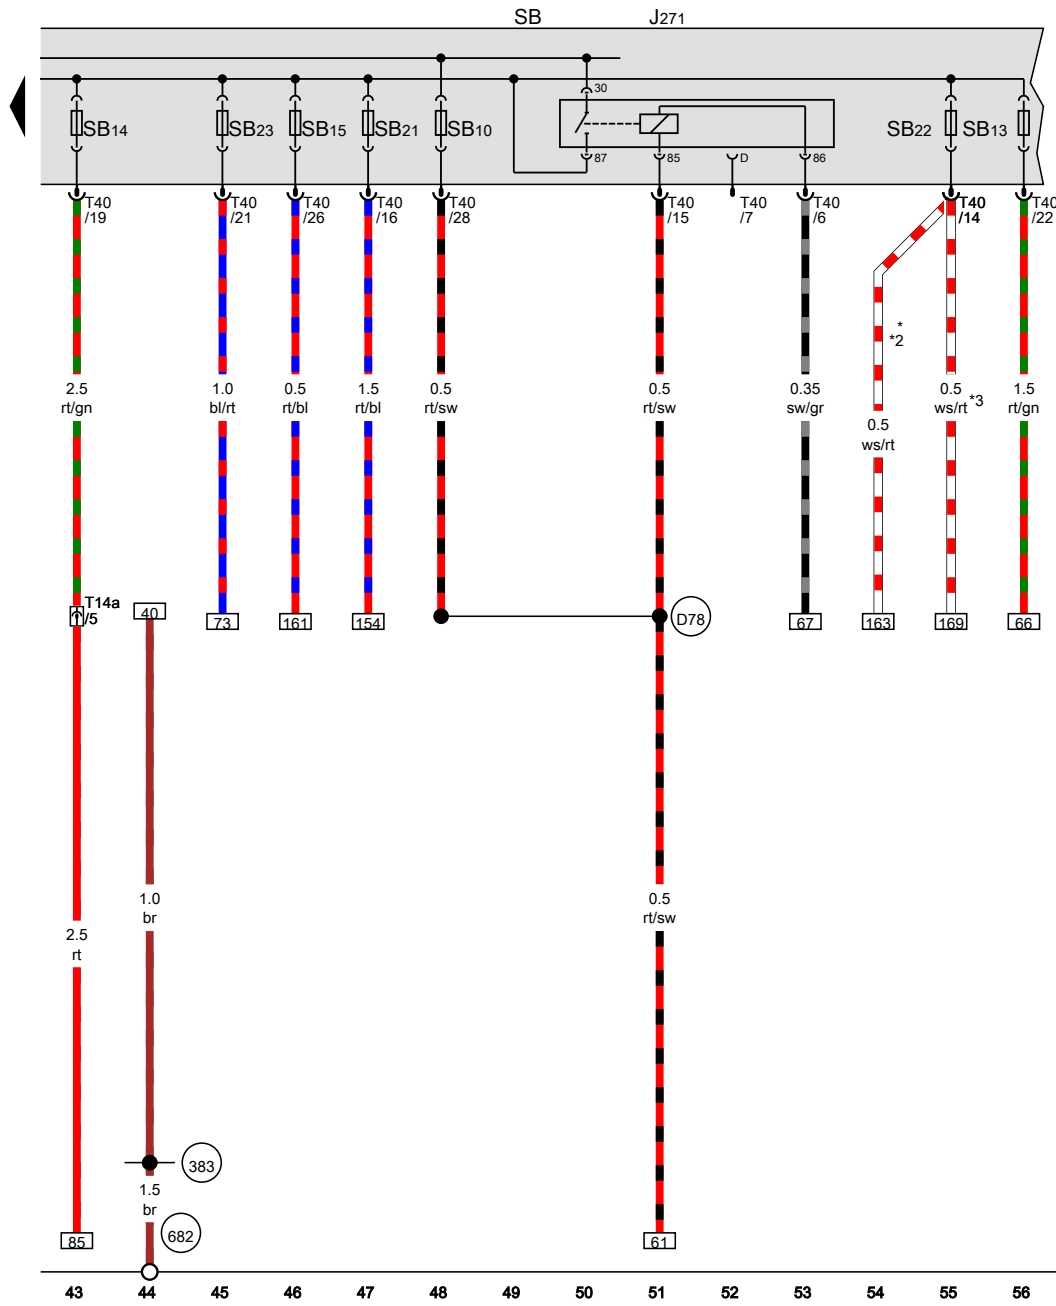 SB J271
30
SB14 SB23 SB15 SB21 SB10 SB22 SB13
87 85 D 86
T40 T40 T40 T40 T40 T40 T40 T40 T40 T40
/19 /21 /26 /16 /28 /15 /7 /6 /14 /22
*
*2
2.5 1.0 0.5 1.5 0.5 0.5 0.35 0.5 1.5
rt/gn bl/rt rt/bl rt/bl rt/sw rt/sw sw/gr ws/rt *3 rt/gn
0.5
ws/rt
T14a
/5
40 73 161 154 D78 67 163 169 66
1.0 0.5
br rt/sw
2.5
rt
383
1.5
br
682
85 61
43 44 45 46 47 48 49 50 51 52 53 54 55 56